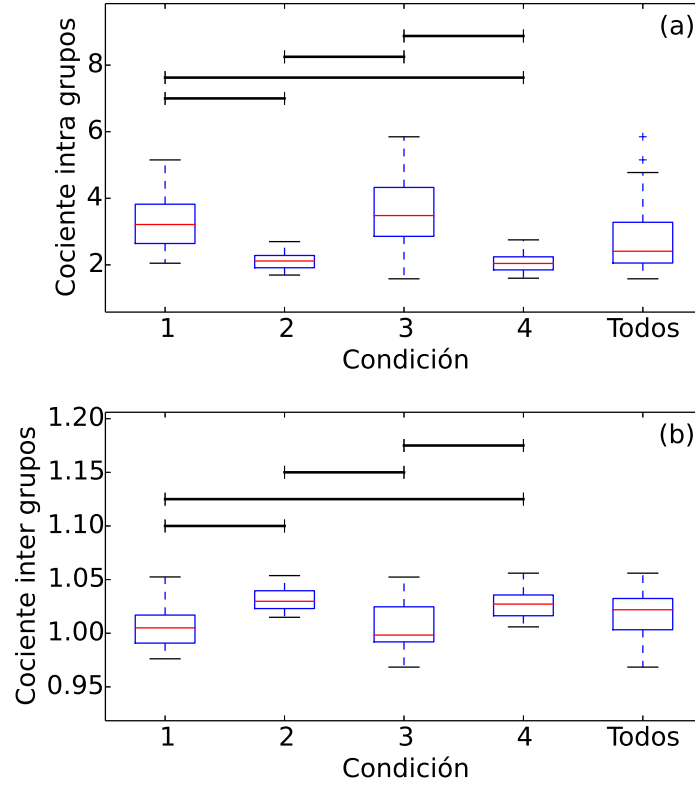 (a)
Cociente intra grupos
8
6
4
2
1 2 3 4 Todos
Condición
(b)
Cociente inter grupos
1.20
1.15
1.10
1.05
1.00
0.95
1 2 3 4 Todos
Condición